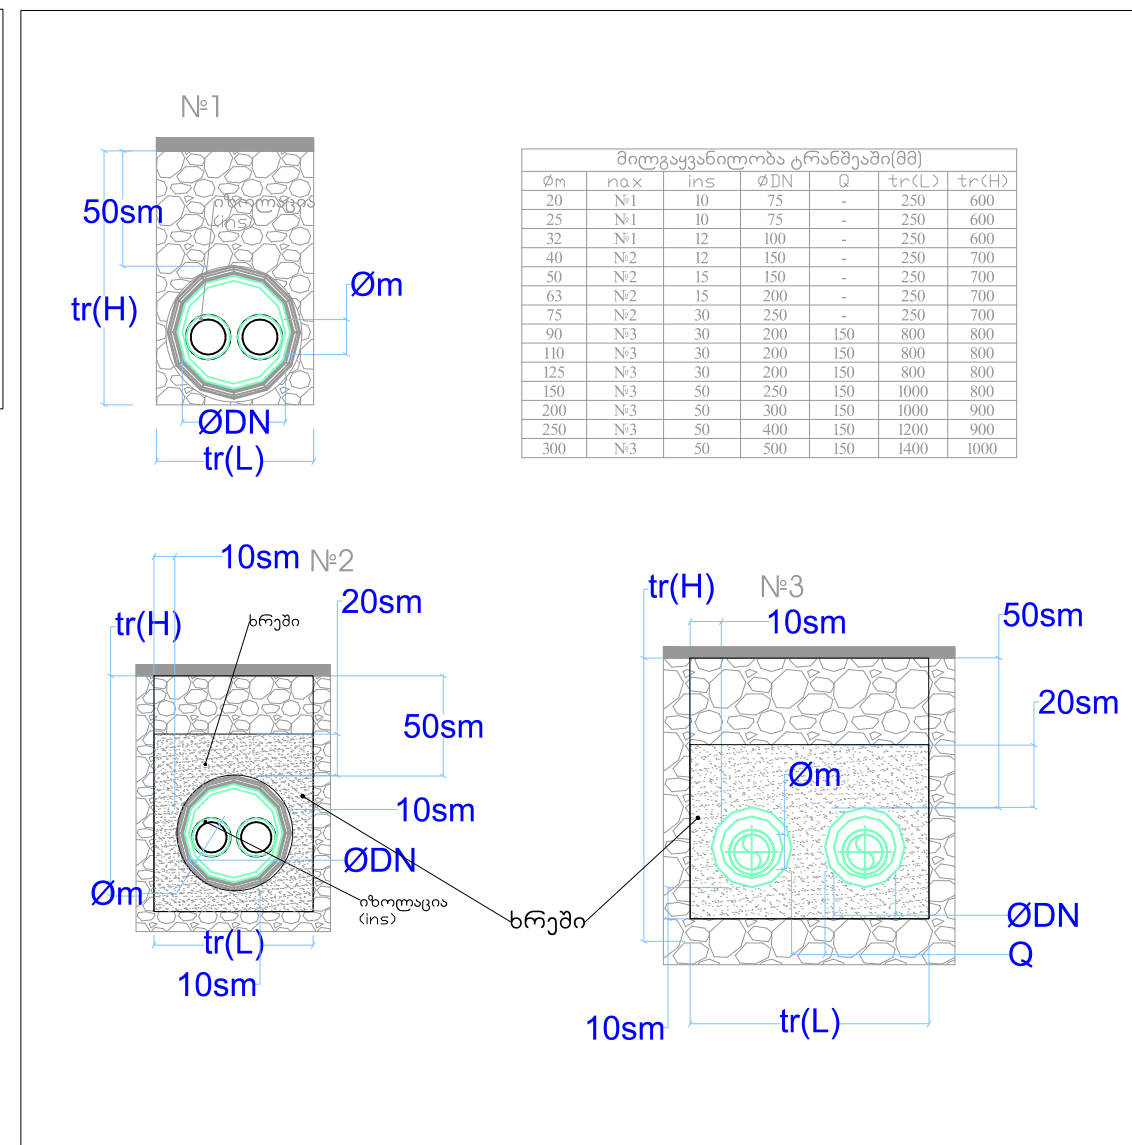 №1
50sm
იზოლაცია
(ins)
tr(H)
Øm
ØDN
tr(L)
მილგაყვანილობა ტრანშეაში(მმ)
Øm nax ins ØDN Q tr(L) tr(H)
20 №1 10 75 - 250 600
25 №1 10 75 - 250 600
32 №1 12 100 - 250 600
40 №2 12 150 - 250 700
50 №2 15 150 - 250 700
63 №2 15 200 - 250 700
75 №2 30 250 - 250 700
90 №3 30 200 150 800 800
110 №3 30 200 150 800 800
125 №3 30 200 150 800 800
150 №3 50 250 150 1000 800
200 №3 50 300 150 1000 900
250 №3 50 400 150 1200 900
300 №3 50 500 150 1400 1000
10sm №2
20sm
tr(H)
ხრეში
50sm
10sm
ØDN
Øm
იზოლაცია
(ins)
tr(L)
10sm
ხრეში
tr(H)
№3
10sm
50sm
20sm
Øm
ØDN
Q
10sm
tr(L)